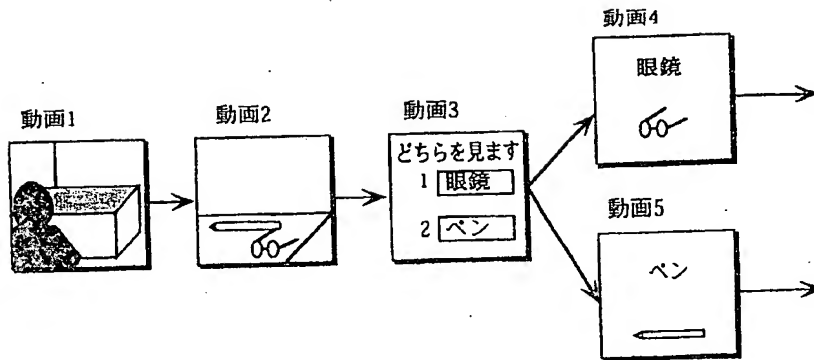 動画1
動画2
動画3
どちらを見ます
1 眼鏡
2 ペン
動画4
眼鏡
動画5
ペン